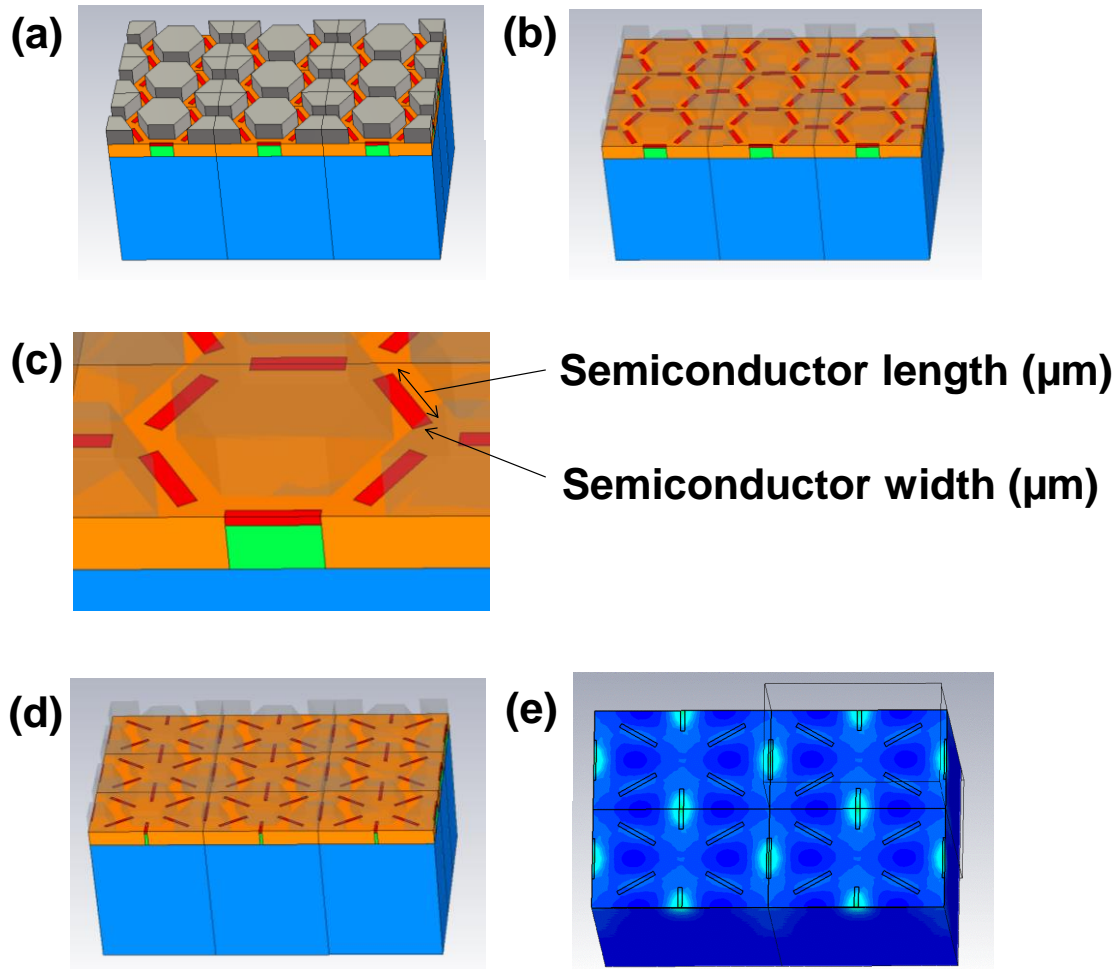 (a)
(b)
(c)
Semiconductor length (µm)
Semiconductor width (µm)
(d)
(e)